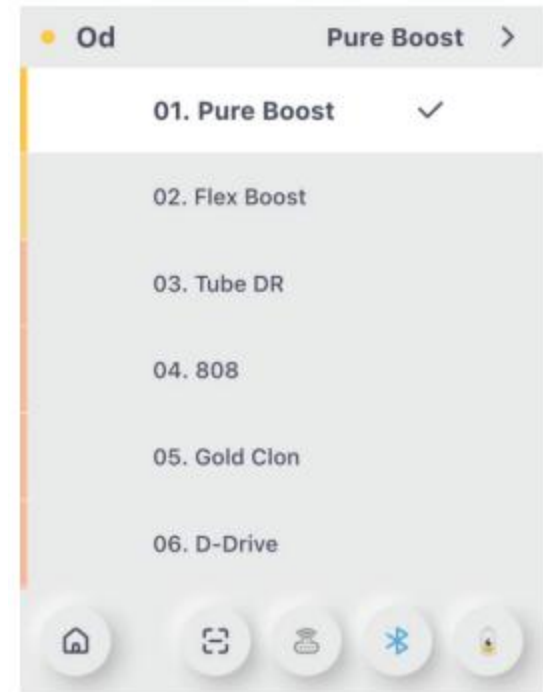 Od Pure Boost
01. Pure Boost
02. Flex Boost
03. Tube DR
04. 808
05. Gold Clon
06. D-Drive